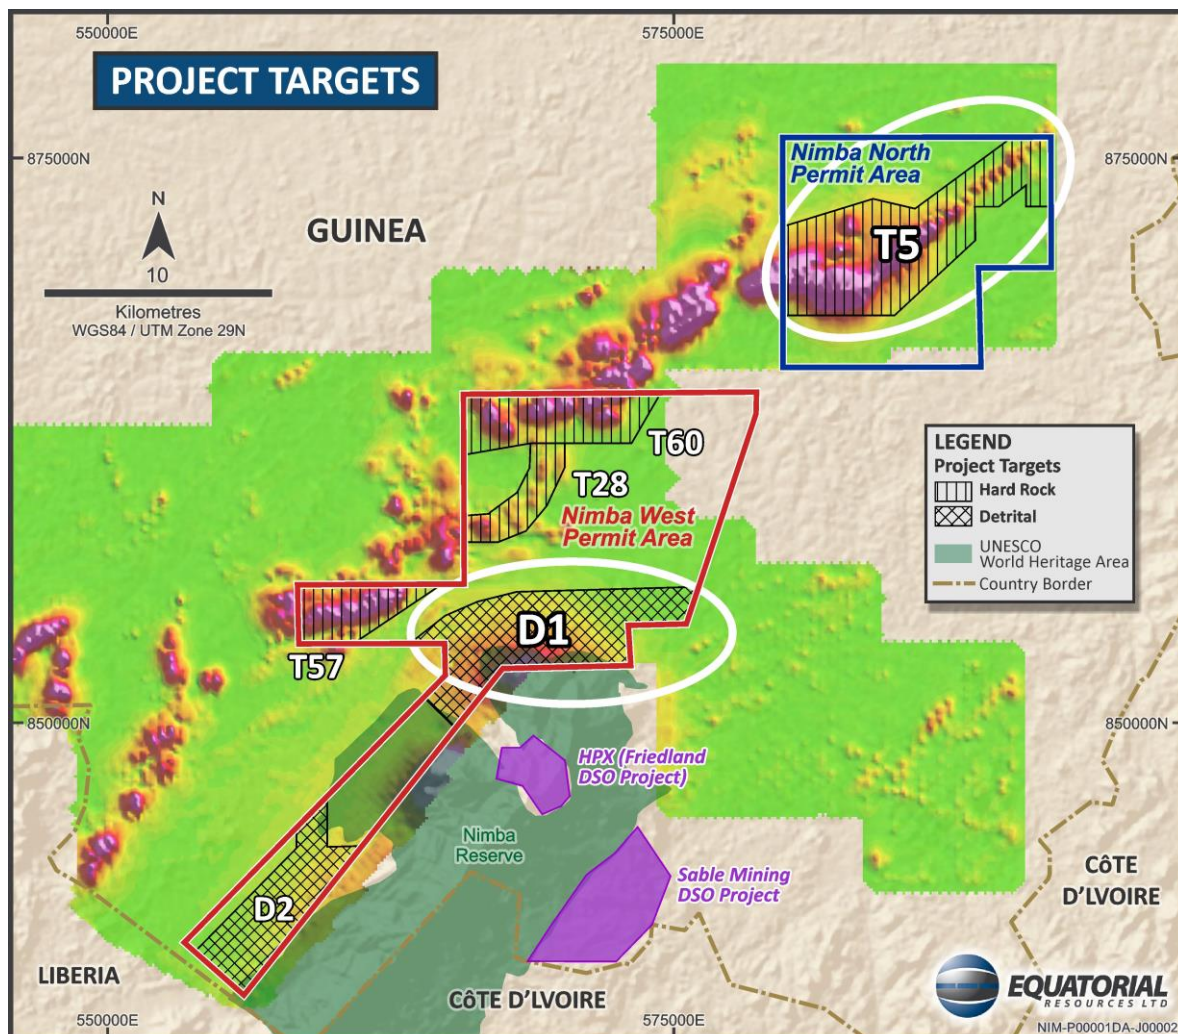 550000E
575000E
PROJECT TARGETS
875000N
875000N
Nimba North
Permit Area
N
GUINEA
T5
10
Kilometres
WGS84 / UTM Zone 29N
T60
LEGEND
Project Targets
Hard Rock
Detrital
UNESCO
World Heritage Area
Country Border
T28
Nimba West
Permit Area
D1
T57
850000N
850000N
HPX (Friedland
DSO Project)
Nimba
Reserve
Sable Mining
DSO Project
CôTE
D'LVOIRE
D2
LIBERIA
CôTE D'LVOIRE
EQUATORIAL
RESOURCES LTD
550000E
575000E
NIM-P00001DA-J00002